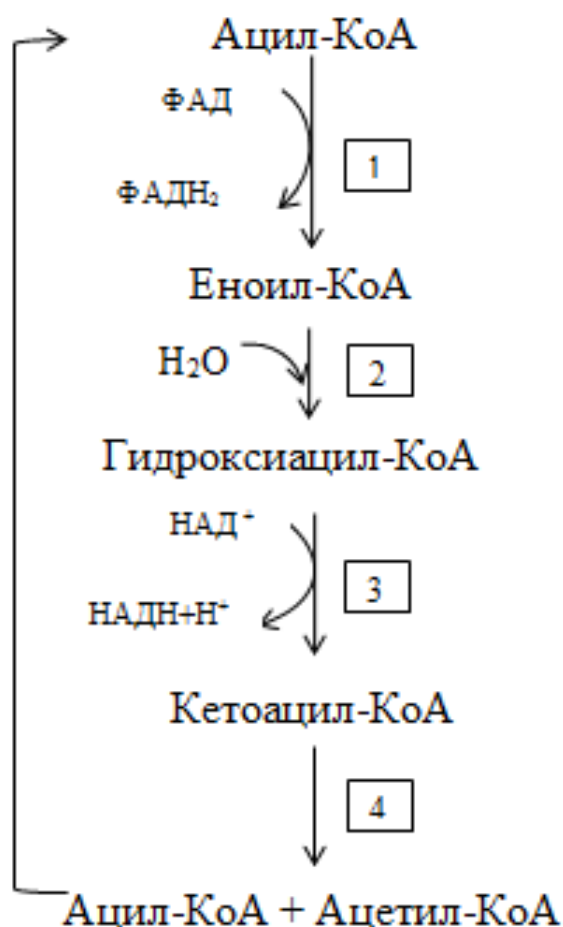 Ацил-КоА
ФАД
1
ФАДН₂
Еноил-КоА
Н₂О
2
Гидроксиацил-КоА
НАД⁺
3
НАДН+Н⁺
Кетоацил-КоА
4
Ацил-КоА + Ацетил-КоА